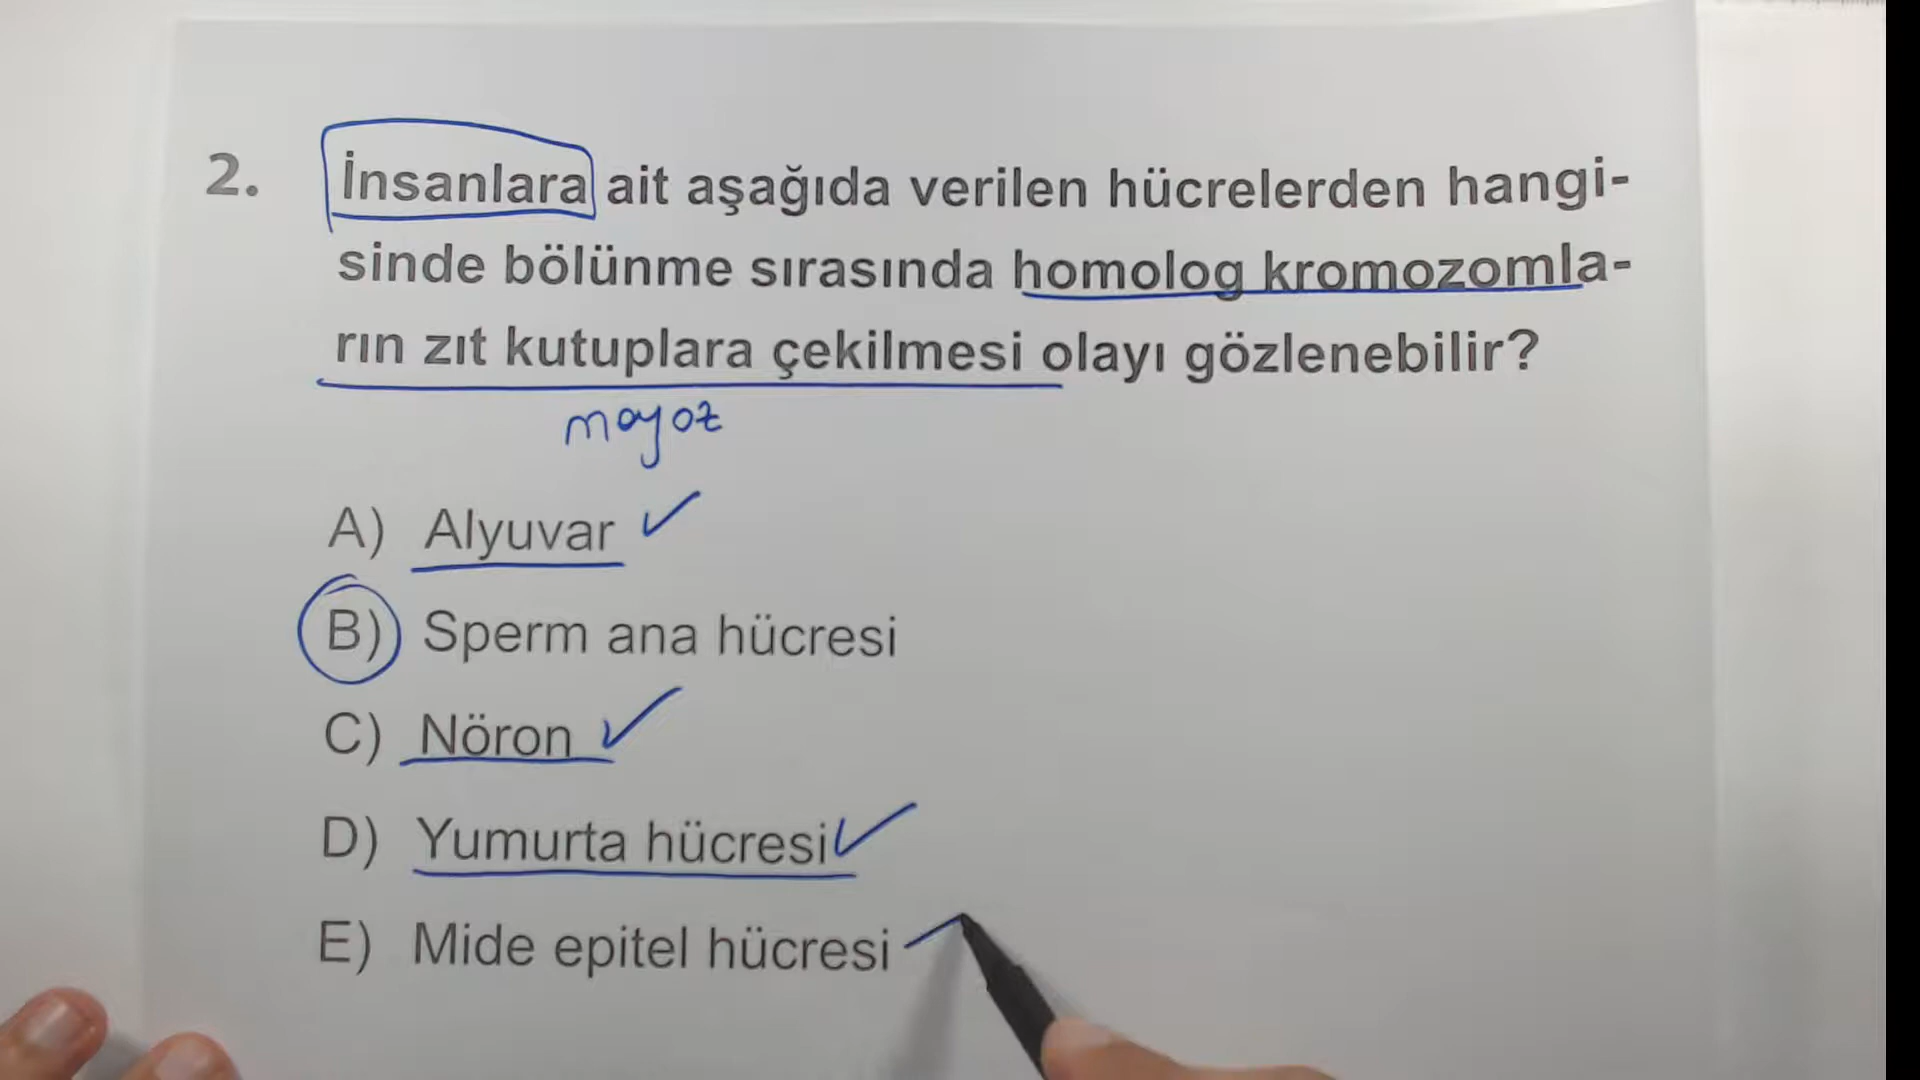 2. İnsanlara ait aşağıda verilen hücrelerden hangi-
sinde bölünme sırasında homolog kromozomla-
rın zıt kutuplara çekilmesi olayı gözlenebilir?
mayoz
A) Alyuvar
B) Sperm ana hücresi
C) Nöron
D) Yumurta hücresi
E) Mide epitel hücresi